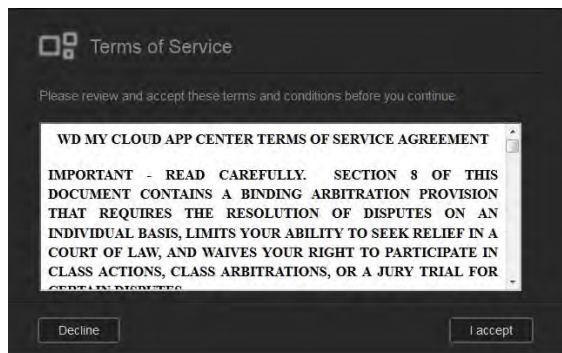 Terms of Service
Please review and accept these terms and conditions before you continue.
WD MY CLOUD APP CENTER TERMS OF SERVICE AGREEMENT
IMPORTANT - READ CAREFULLY. SECTION 8 OF THIS
DOCUMENT CONTAINS A BINDING ARBITRATION PROVISION
THAT REQUIRES THE RESOLUTION OF DISPUTES ON AN
INDIVIDUAL BASIS, LIMITS YOUR ABILITY TO SEEK RELIEF IN A
COURT OF LAW, AND WAIVES YOUR RIGHT TO PARTICIPATE IN
CLASS ACTIONS, CLASS ARBITRATIONS, OR A JURY TRIAL FOR
CERTAIN DISPUTES.
Decline
I accept